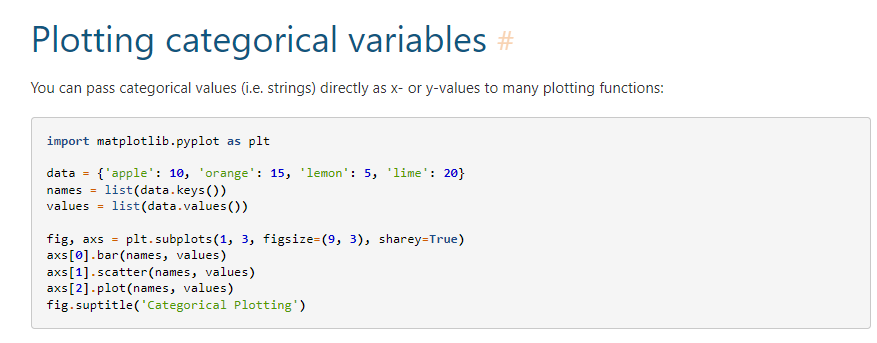 Plotting categorical variables #
You can pass categorical values (i.e. strings) directly as x- or y-values to many plotting functions:
import matplotlib.pyplot as plt
data = {'apple': 10, 'orange': 15, 'lemon': 5, 'lime': 20}
names = list(data.keys())
values = list(data.values())
fig, axs = plt.subplots(1, 3, figsize=(9, 3), sharey=True)
axs[0].bar(names, values)
axs[1].scatter(names, values)
axs[2].plot(names, values)
fig.suptitle('Categorical Plotting')